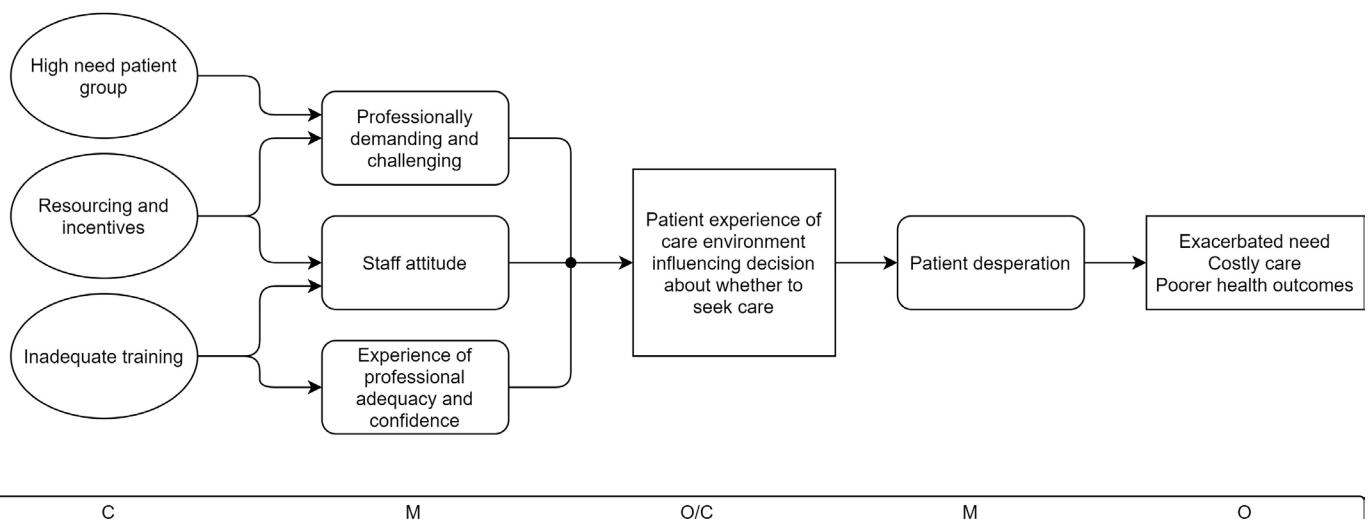 High need patient
group
Resourcing and
incentives
Inadequate training
Professionally
demanding and
challenging
Staff attitude
Experience of
professional
adequacy and
confidence
Patient experience of
care environment
influencing decision
about whether to
seek care
Patient desperation
Exacerbated need
Costly care
Poorer health outcomes
C M O/C M O